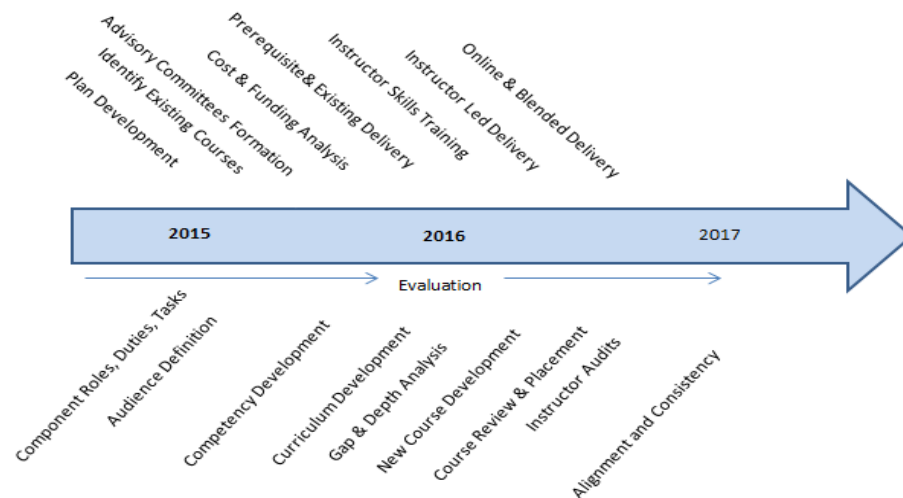 Plan Development
Identify Existing Courses
Advisory Committees Formation
Cost & Funding Analysis
Prerequisite& Existing Delivery
Instructor Skills Training
Instructor Led Delivery
Online & Blended Delivery
2015
2016
2017
Evaluation
Component Roles, Duties, Tasks
Audience Definition
Competency Development
Curriculum Development
Gap & Depth Analysis
New Course Development
Course Review & Placement
Instructor Audits
Alignment and Consistency